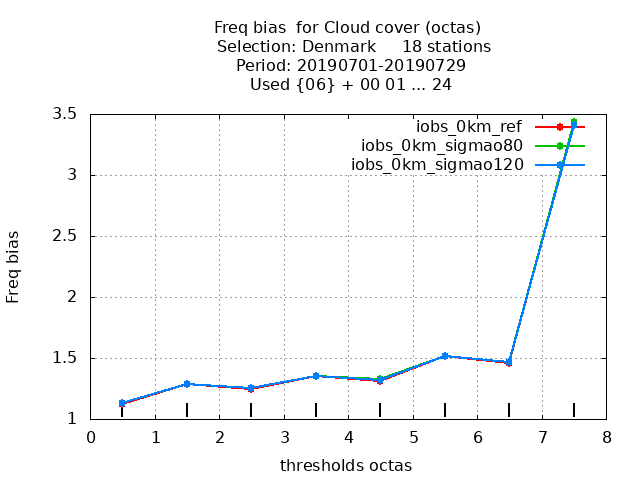 Freq bias  for Cloud cover (octas)
Selection: Denmark     18 stations
Period: 20190701-20190729
Used {06} + 00 01 ... 24
3.5
iobs_0km_ref
iobs_0km_sigmao80
iobs_0km_sigmao120
3
2.5
2
1.5
1
Freq bias
0 1 2 3 4 5 6 7 8
thresholds octas